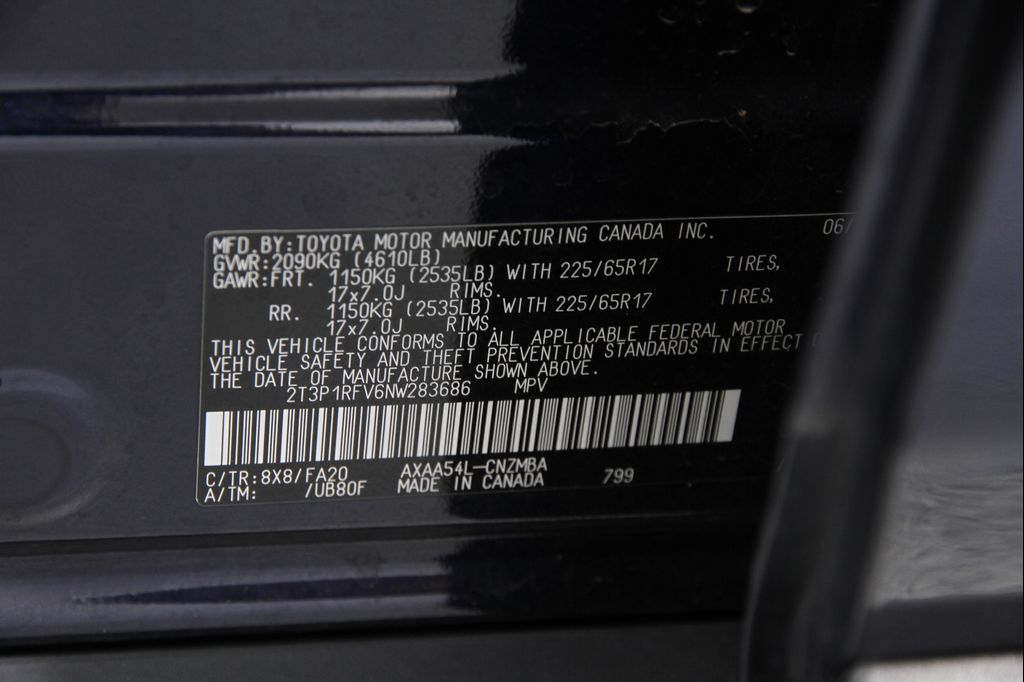 MFD.BY:TOYOTA MOTOR MANUFACTURING CANADA INC. 06/
GVWR:2090KG (4610LB)
GAWR:FRT. 1150KG (2535LB) WITH 225/65R17 TIRES,
17x7.0J RIMS.
RR. 1150KG (2535LB) WITH 225/65R17 TIRES,
17x7.0J RIMS.
THIS VEHICLE CONFORMS TO ALL APPLICABLE FEDERAL MOTOR
VEHICLE SAFETY AND THEFT PREVENTION STANDARDS IN EFFECT
THE DATE OF MANUFACTURE SHOWN ABOVE.
2T3P1RFV6NW283686 MPV
C/TR:8X8/FA20 AXAA54L-CNZMBA 799
A/TM: /UB80F MADE IN CANADA